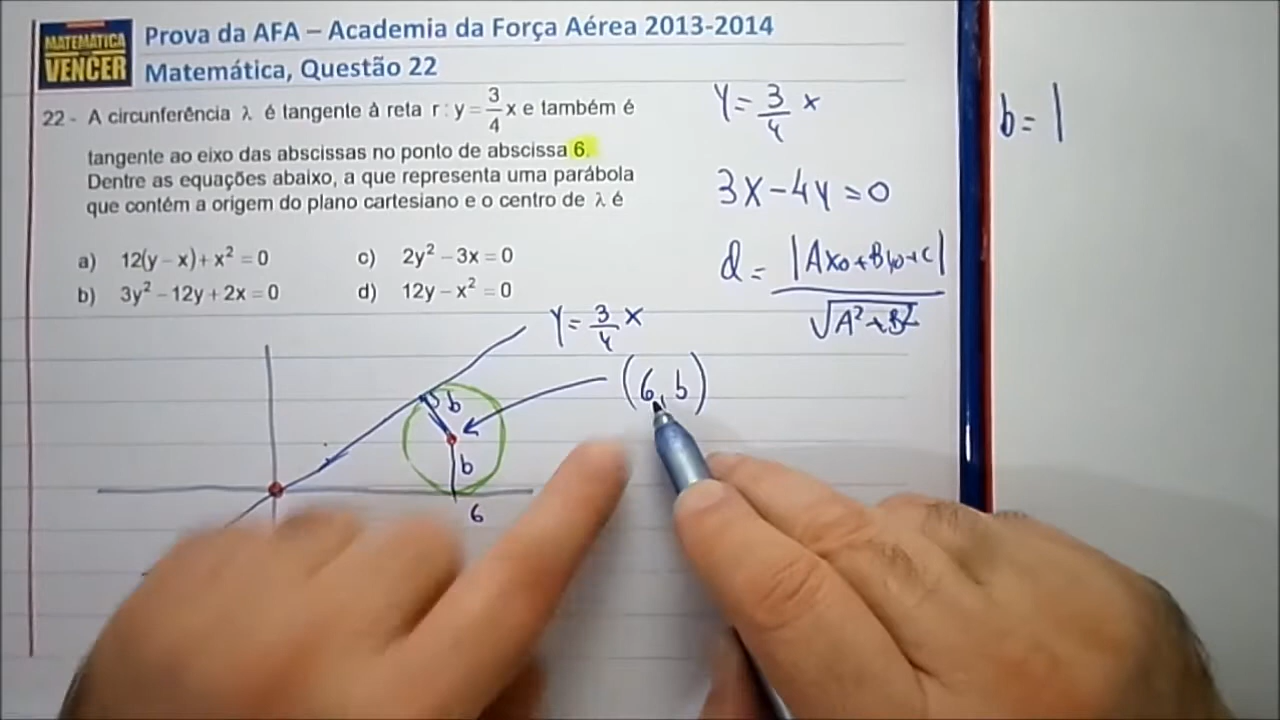 MATEMÁTICA
VENCER
Prova da AFA – Academia da Força Aérea 2013-2014
Matemática, Questão 22
22 - A circunferência λ é tangente à reta r : y = 3/4 x e também é
tangente ao eixo das abscissas no ponto de abscissa 6.
Dentre as equações abaixo, a que representa uma parábola
que contém a origem do plano cartesiano e o centro de λ é
a) 12(y – x) + x² = 0
c) 2y² – 3x = 0
b) 3y² – 12y + 2x = 0
d) 12y – x² = 0
Y = 3/4 x
3X - 4Y = 0
d = |Ax₀ + By₀ + C| / √A² + B²
b = |
Y = 3/4 x
(6, b)
b
b
6